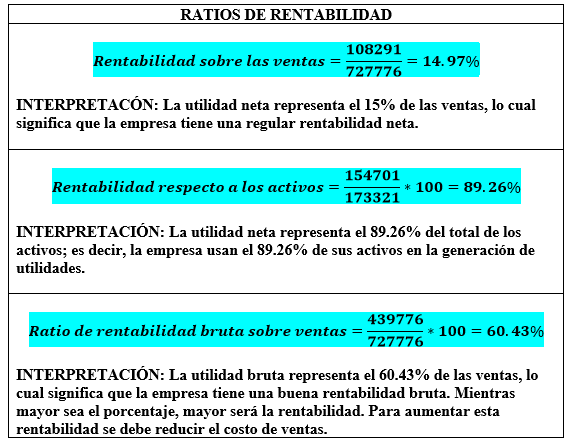 RATIOS DE RENTABILIDAD
Rentabilidad sobre las ventas = 108291/727776 = 14.97%
INTERPRETACÓN: La utilidad neta representa el 15% de las ventas, lo cual
significa que la empresa tiene una regular rentabilidad neta.
Rentabilidad respecto a los activos = 154701/173321 * 100 = 89.26%
INTERPRETACIÓN: La utilidad neta representa el 89.26% del total de los
activos; es decir, la empresa usan el 89.26% de sus activos en la generación de
utilidades.
Ratio de rentabilidad bruta sobre ventas = 439776/727776 * 100 = 60.43%
INTERPRETACIÓN: La utilidad bruta representa el 60.43% de las ventas, lo
cual significa que la empresa tiene una buena rentabilidad bruta. Mientras
mayor sea el porcentaje, mayor será la rentabilidad. Para aumentar esta
rentabilidad se debe reducir el costo de ventas.